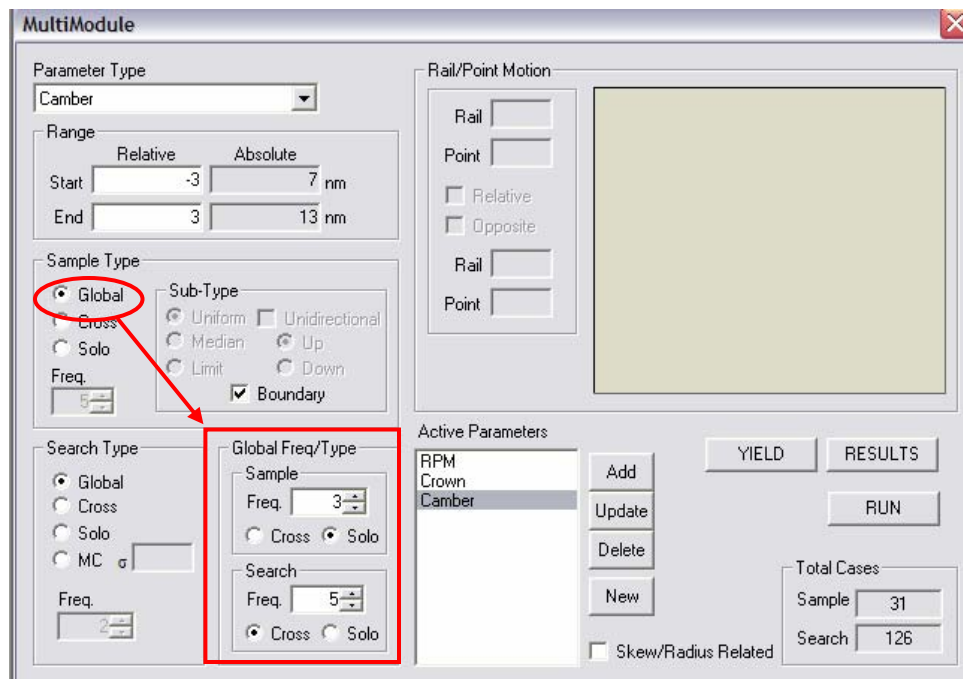 MultiModule
Parameter Type
Camber
Range
Relative Absolute
Start -3 7 nm
End 3 13 nm
Sample Type
Global
Cross
Solo
Freq.
5
Sub-Type
Uniform Unidirectional
Median Up
Limit Down
Boundary
Search Type
Global
Cross
Solo
MC σ
Freq.
2
Global Freq/Type
Sample
Freq. 3
Cross Solo
Search
Freq. 5
Cross Solo
Rail/Point Motion
Rail
Point
Relative
Opposite
Rail
Point
Active Parameters
RPM
Crown
Camber
Add
Update
Delete
New
Skew/Radius Related
YIELD RESULTS
RUN
Total Cases
Sample 31
Search 126